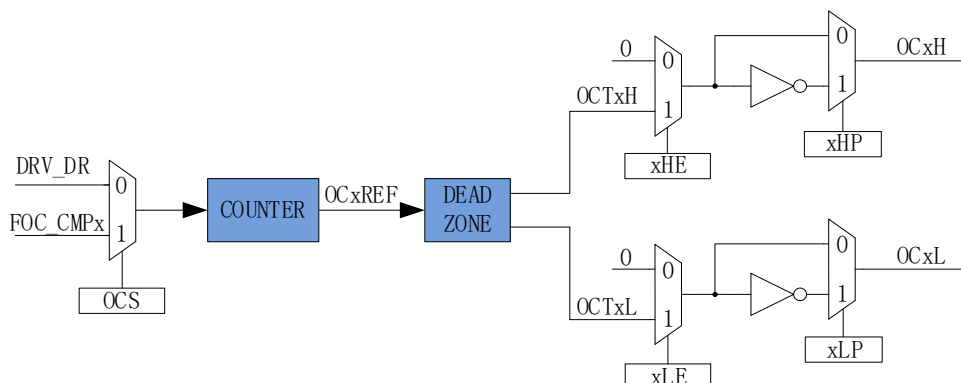 0
0
1
OCTxH
xHE
0
1
OCxH
xHP
DRV_DR
0
FOC_CMPx
1
OCS
COUNTER
OCxREF
DEAD
ZONE
0
0
1
OCTxL
xLE
0
1
OCxL
xLP